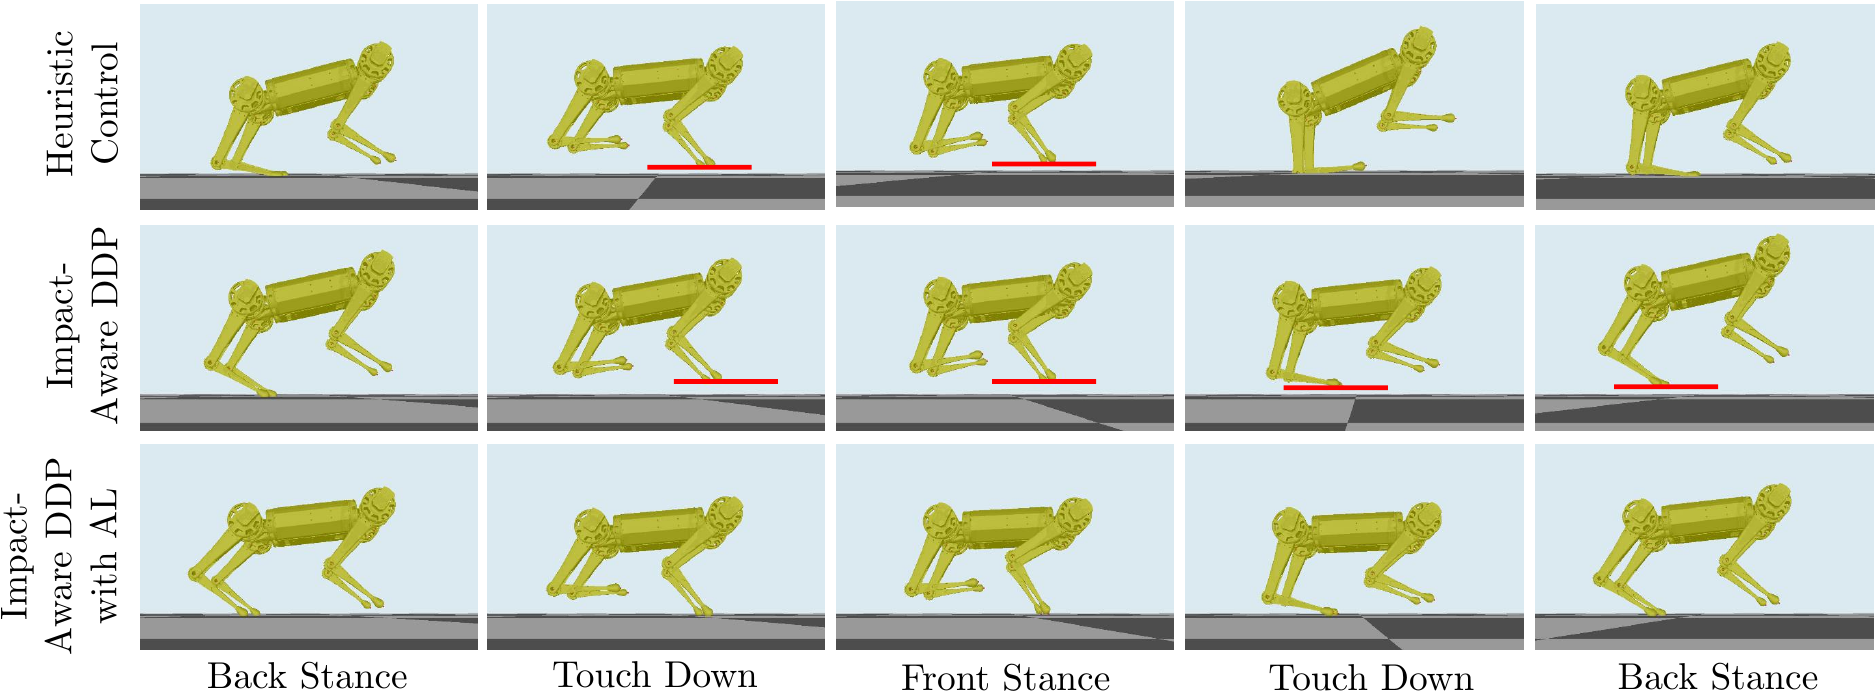 Heuristic
Control
Impact-
Aware DDP
Impact-
Aware DDP
with AL
Back Stance
Touch Down
Front Stance
Touch Down
Back Stance